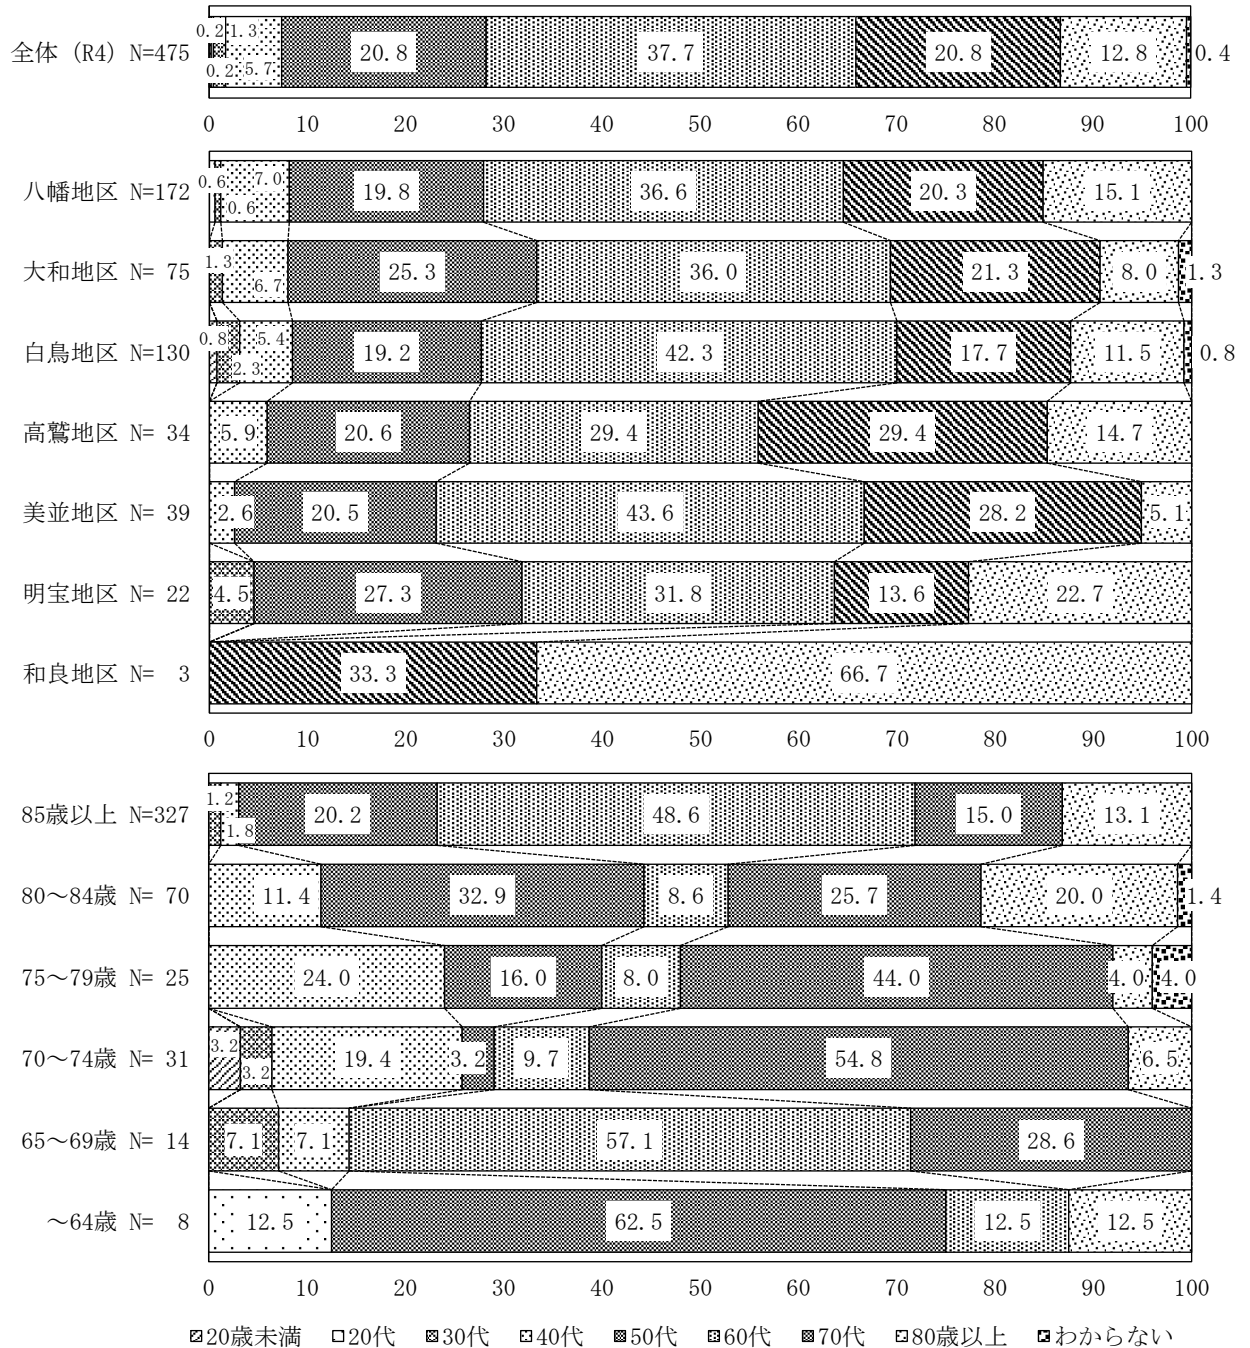 0.2 1.3
全体（R4）N=475 20.8 37.7 20.8 12.8 0.4
0.2 5.7
0 10 20 30 40 50 60 70 80 90 100
0.6 7.0
八幡地区 N=172 19.8 36.6 20.3 15.1
0.6
1.3
大和地区 N= 75 25.3 36.0 21.3 8.0 1.3
6.7
0.8 5.4
白鳥地区 N=130 19.2 42.3 17.7 11.5 0.8
2.3
高鷲地区 N= 34 5.9 20.6 29.4 29.4 14.7
美並地区 N= 39 2.6 20.5 43.6 28.2 5.1
明宝地区 N= 22 4.5 27.3 31.8 13.6 22.7
和良地区 N= 3 33.3 66.7
0 10 20 30 40 50 60 70 80 90 100
1.2
85歳以上 N=327 20.2 48.6 15.0 13.1
1.8
80～84歳 N= 70 11.4 32.9 8.6 25.7 20.0 1.4
75～79歳 N= 25 24.0 16.0 8.0 44.0 4.0 4.0
3.2
70～74歳 N= 31 19.4 3.2 9.7 54.8 6.5
3.2
65～69歳 N= 14 7.1 7.1 57.1 28.6
～64歳 N= 8 12.5 62.5 12.5 12.5
0 10 20 30 40 50 60 70 80 90 100
20歳未満 20代 30代 40代 50代 60代 70代 80歳以上 わからない